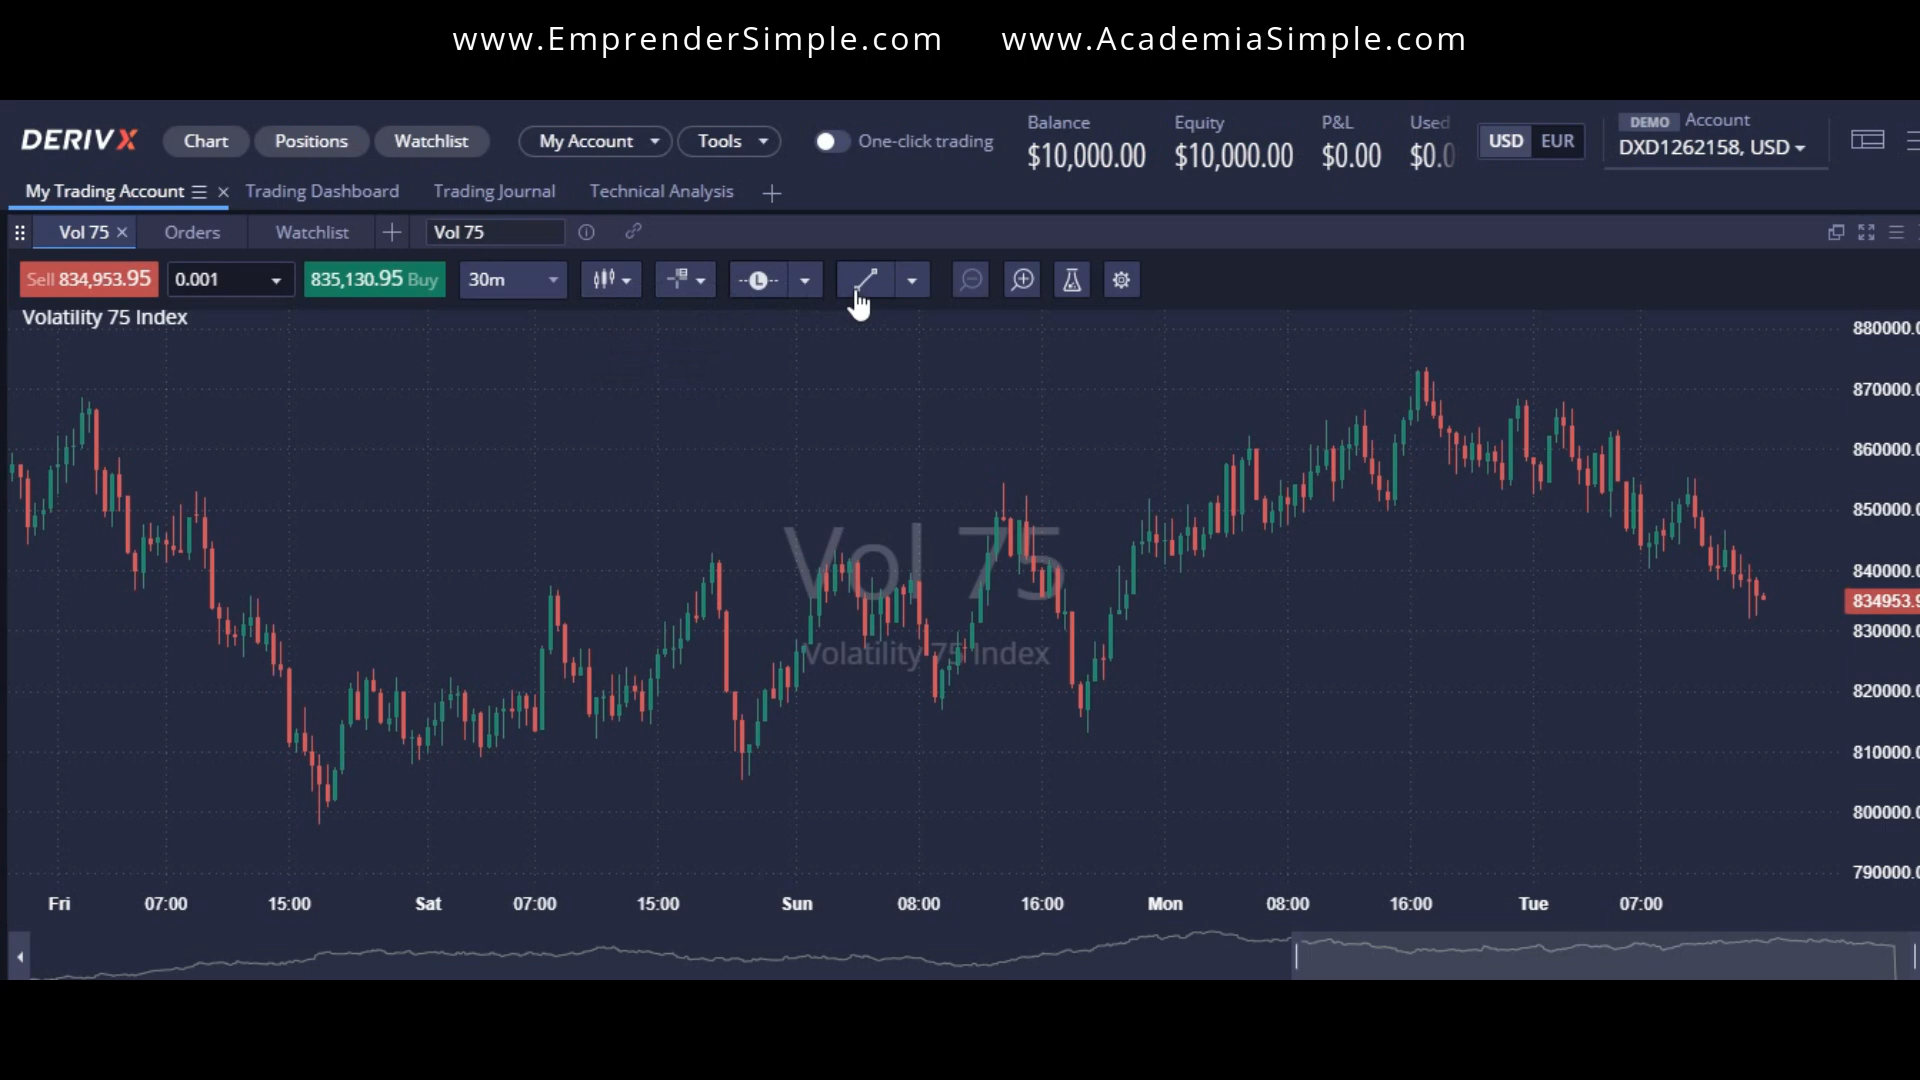 www.EmprenderSimple.com www.AcademiaSimple.com
DERIVX Chart Positions Watchlist My Account Tools One-click trading
Balance Equity P&L Used
$10,000.00 $10,000.00 $0.00 $0.0
USD EUR
DEMO Account
DXD1262158, USD
My Trading Account Trading Dashboard Trading Journal Technical Analysis
Vol 75 Orders Watchlist Vol 75
Sell 834,953.95 0.001 835,130.95 Buy 30m L
Volatility 75 Index
880000.0
870000.0
860000.0
850000.0
840000.0
834953.9
830000.0
820000.0
810000.0
800000.0
790000.0
Vol 75
Volatility 75 Index
Fri 07:00 15:00 Sat 07:00 15:00 Sun 08:00 16:00 Mon 08:00 16:00 Tue 07:00